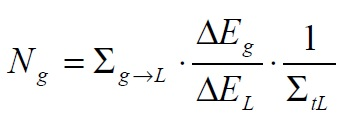 N_g = Σ_{g→L} · ΔE_g / ΔE_L · 1 / Σ_{tL}